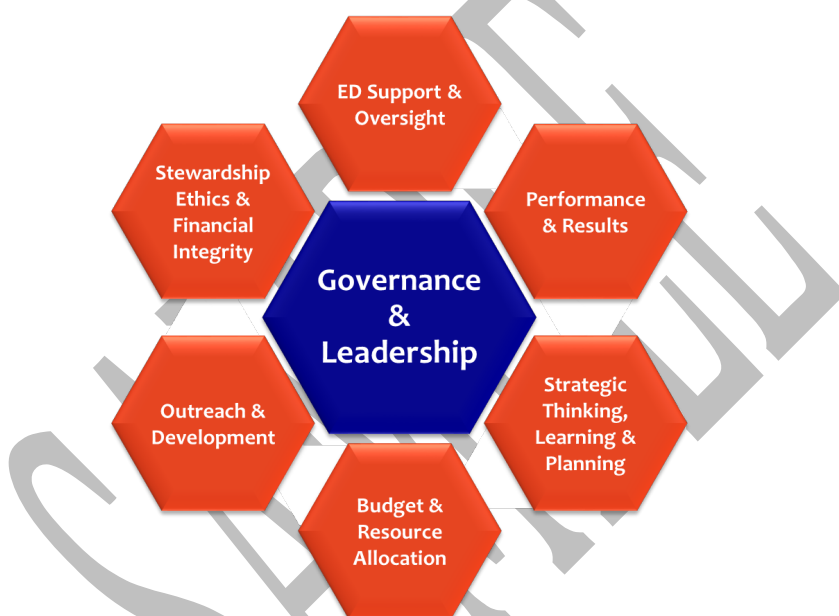 ED Support &
Oversight
Performance
& Results
Strategic
Thinking,
Learning &
Planning
Budget &
Resource
Allocation
Outreach &
Development
Stewardship
Ethics &
Financial
Integrity
Governance
&
Leadership